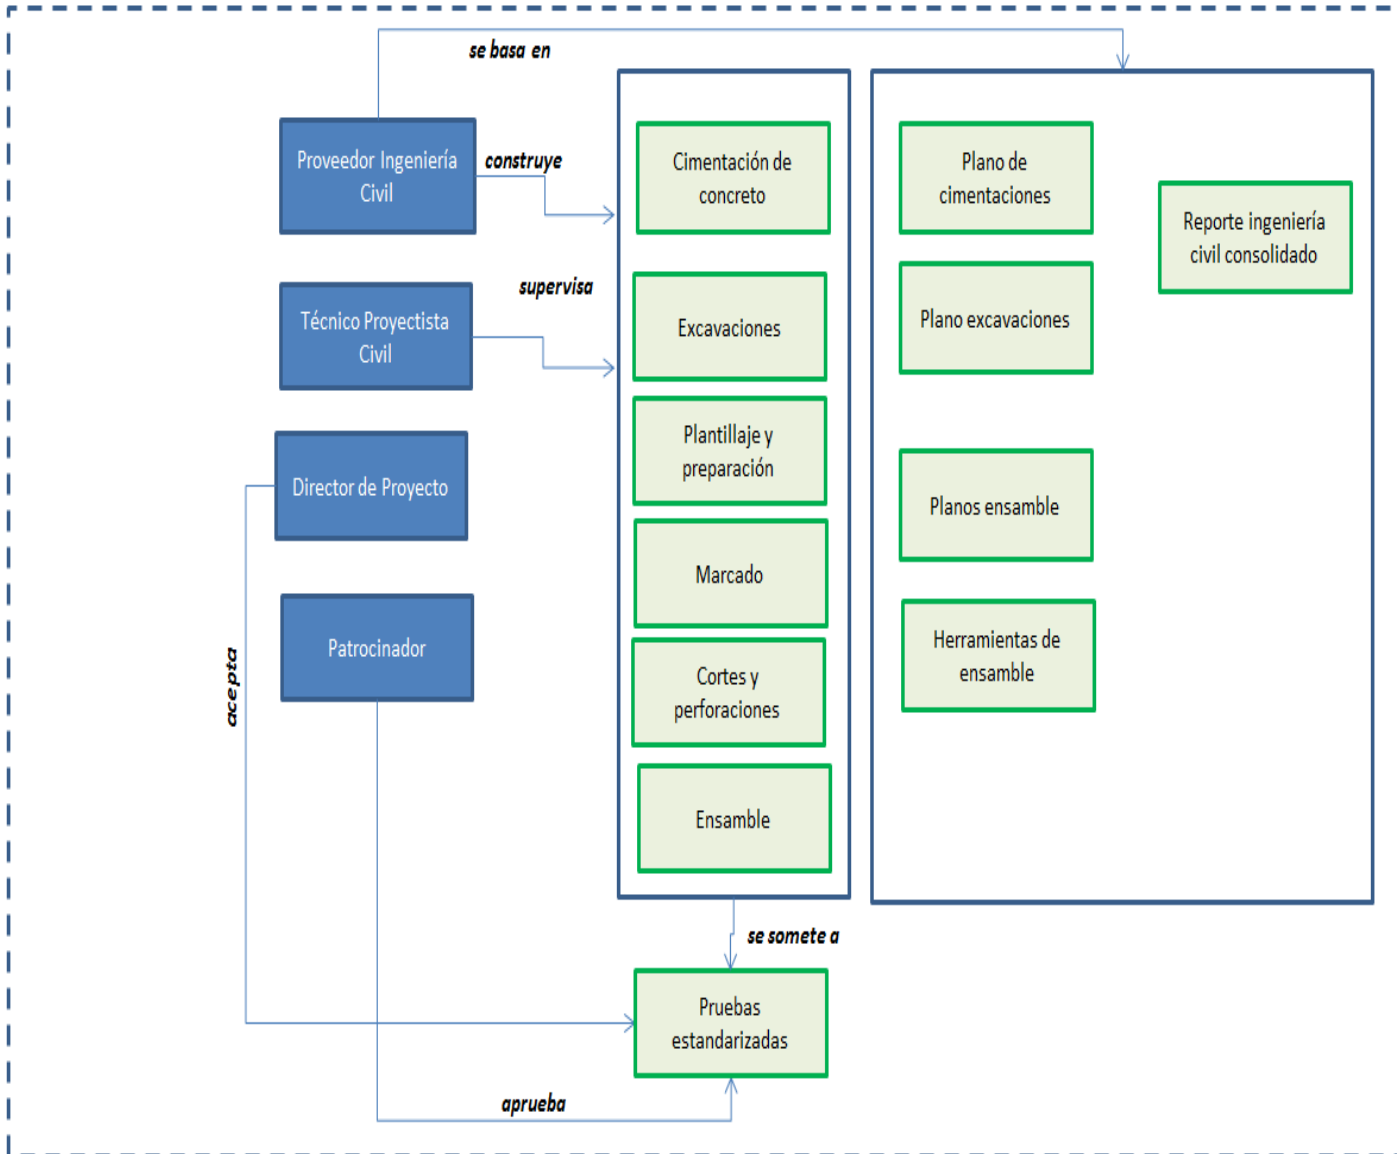 se basa en
Proveedor Ingeniería
Civil
construye
Técnico Proyectista
Civil
supervisa
Director de Proyecto
Patrocinador
acepta
Cimentación de
concreto
Excavaciones
Plantillaje y
preparación
Marcado
Cortes y
perforaciones
Ensamble
Plano de
cimentaciones
Plano excavaciones
Planos ensamble
Herramientas de
ensamble
Reporte ingeniería
civil consolidado
se somete a
Pruebas
estandarizadas
aprueba